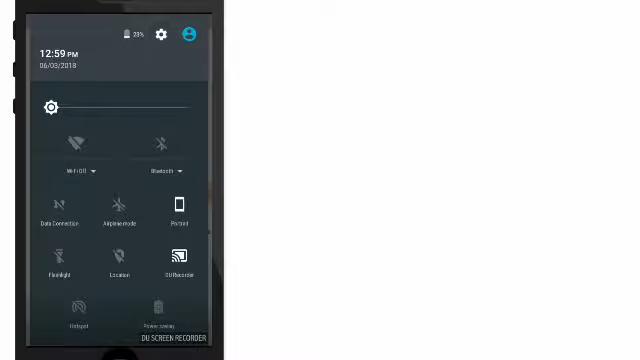 23%
12:59 PM
06/03/2018
Wi-Fi Off Bluetooth
Data Connection Airplane mode Portrait
Flashlight Location DU Recorder
Hotspot Power saving
DU SCREEN RECORDER